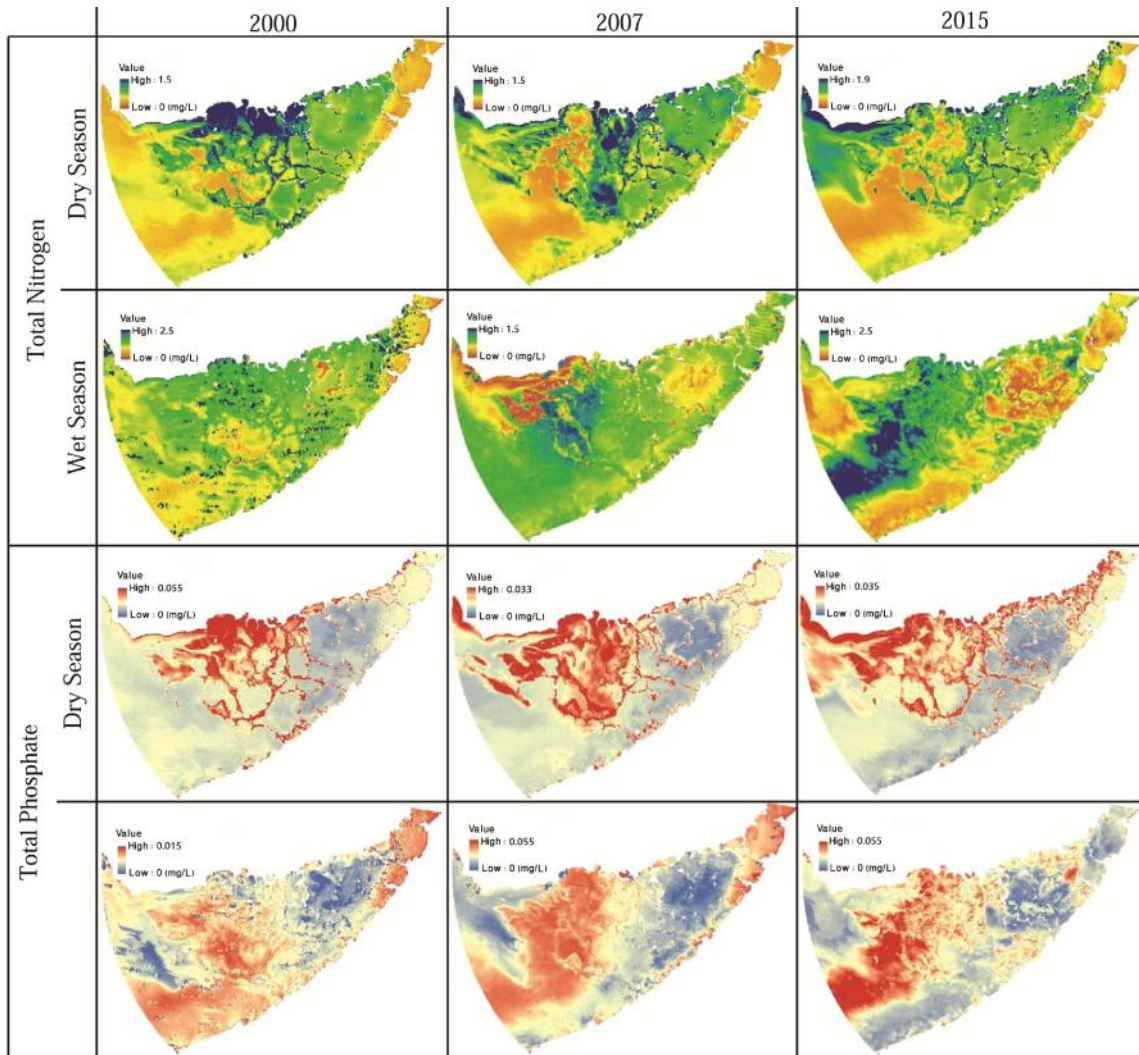 2000
2007
2015
Total Nitrogen
Dry Season
Value
High : 1.5
Low : 0 (mg/L)
Value
High : 1.5
Low : 0 (mg/L)
Value
High : 1.9
Low : 0 (mg/L)
Wet Season
Value
High : 2.5
Low : 0 (mg/L)
Value
High : 1.5
Low : 0 (mg/L)
Value
High : 2.5
Low : 0 (mg/L)
Total Phosphate
Dry Season
Value
High : 0.055
Low : 0 (mg/L)
Value
High : 0.033
Low : 0 (mg/L)
Value
High : 0.035
Low : 0 (mg/L)
Wet Season
Value
High : 0.015
Low : 0 (mg/L)
Value
High : 0.055
Low : 0 (mg/L)
Value
High : 0.055
Low : 0 (mg/L)